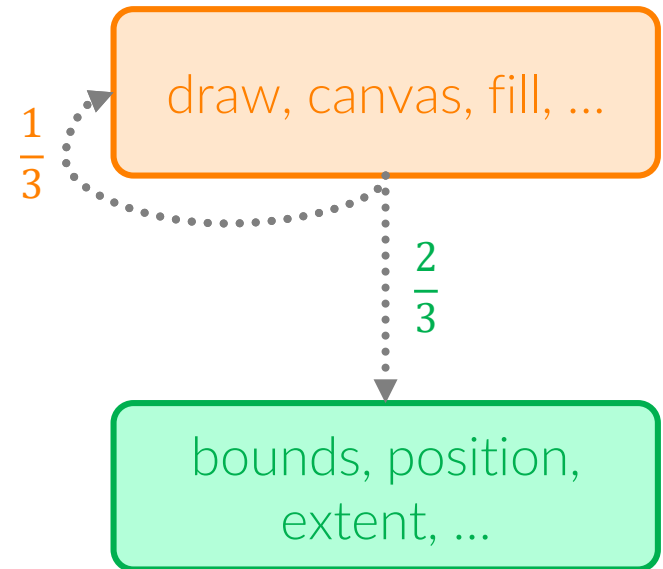 draw, canvas, fill, ...
1
3
2
3
bounds, position,
extent, ...